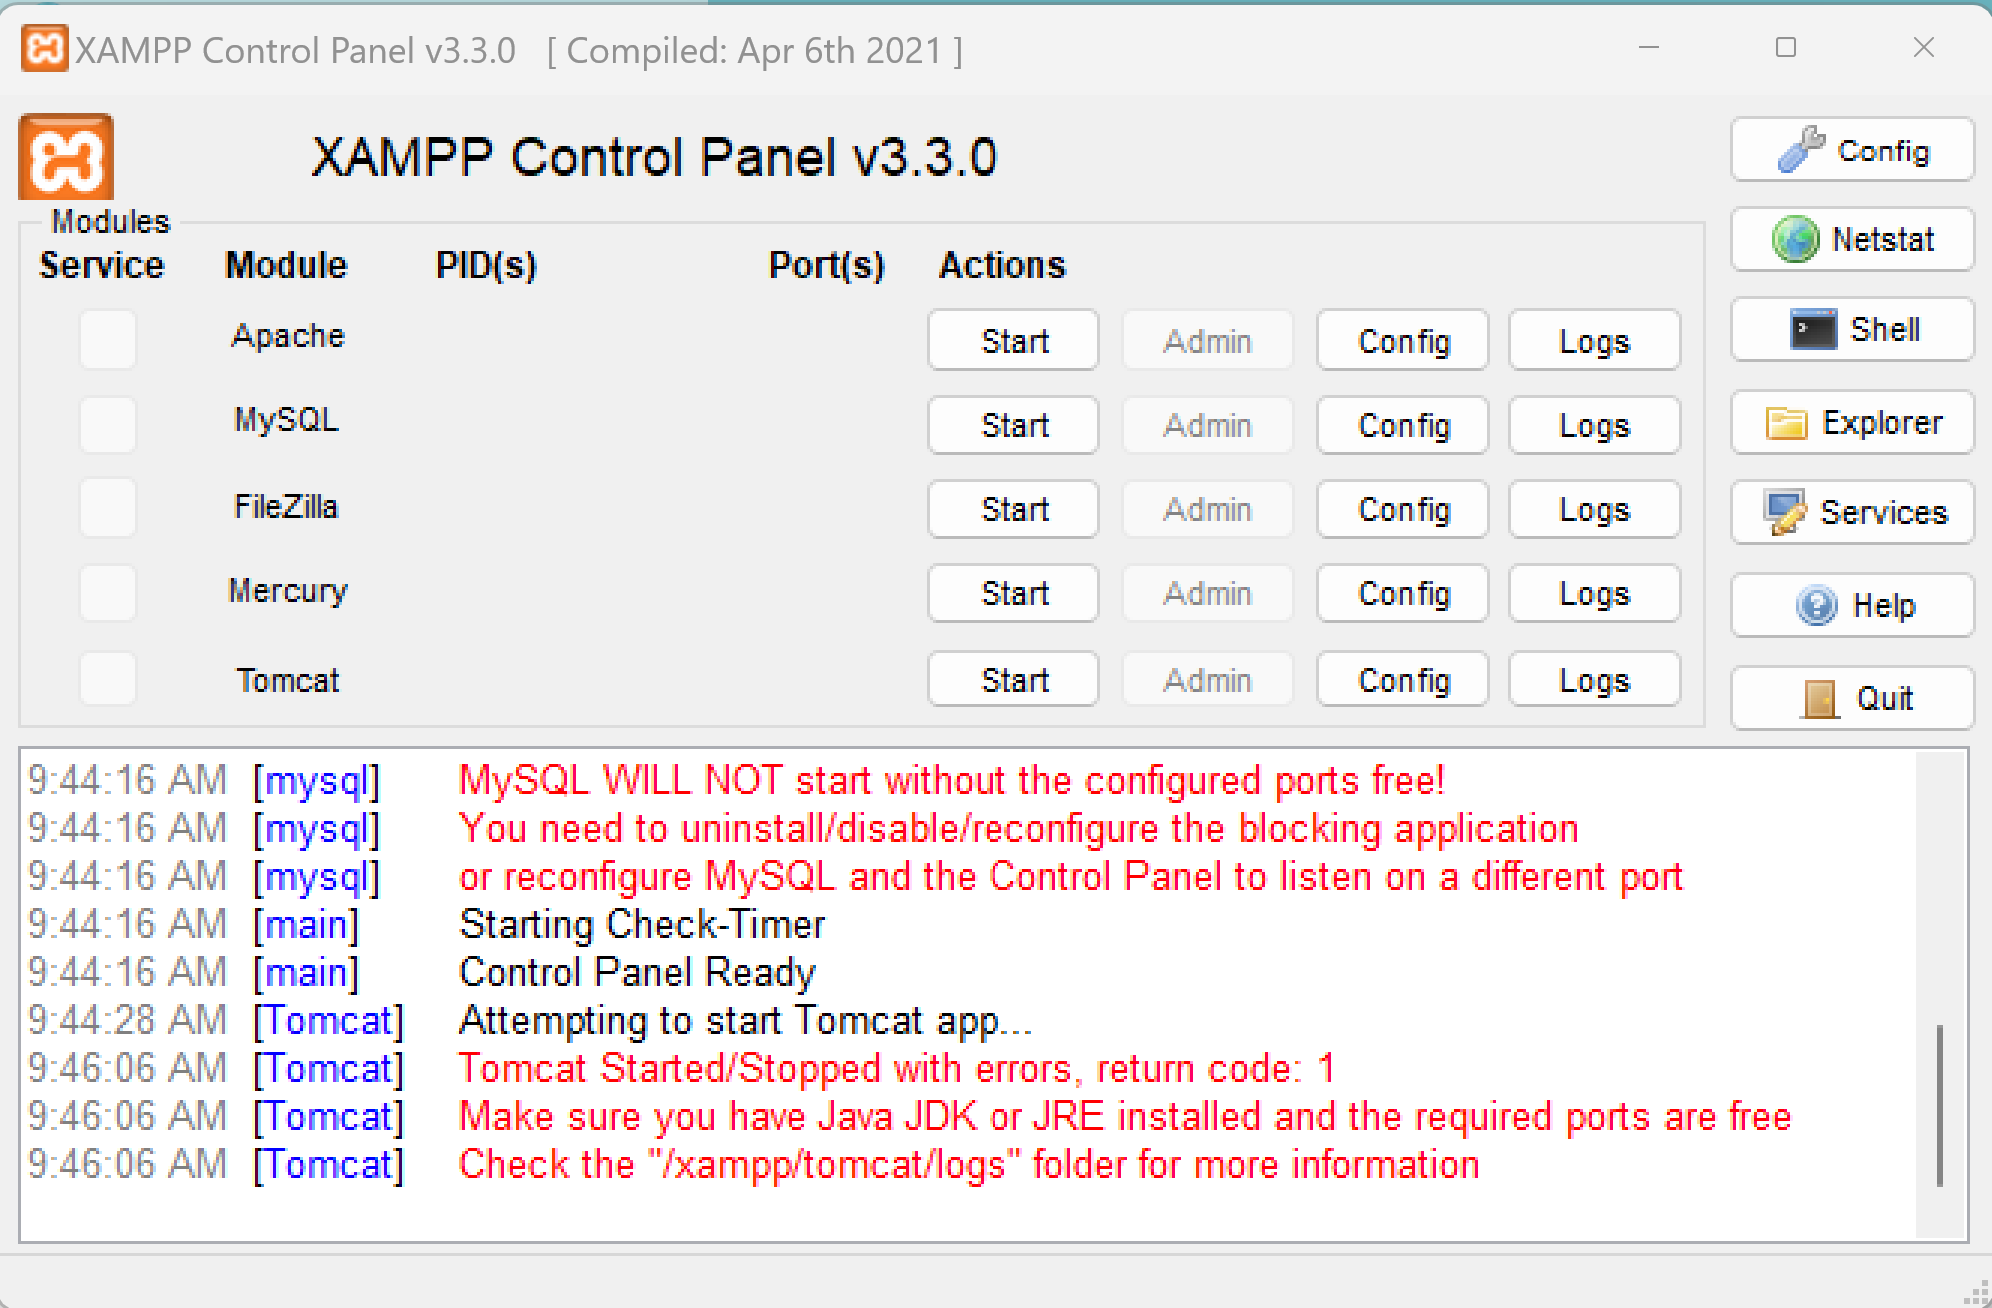 XAMPP Control Panel v3.3.0 [ Compiled: Apr 6th 2021 ]
XAMPP Control Panel v3.3.0
Config
Netstat
Shell
Explorer
Services
Help
Quit
Modules
Service Module PID(s) Port(s) Actions
Apache Start Admin Config Logs
MySQL Start Admin Config Logs
FileZilla Start Admin Config Logs
Mercury Start Admin Config Logs
Tomcat Start Admin Config Logs
9:44:16 AM [mysql] MySQL WILL NOT start without the configured ports free!
9:44:16 AM [mysql] You need to uninstall/disable/reconfigure the blocking application
9:44:16 AM [mysql] or reconfigure MySQL and the Control Panel to listen on a different port
9:44:16 AM [main] Starting Check-Timer
9:44:16 AM [main] Control Panel Ready
9:44:28 AM [Tomcat] Attempting to start Tomcat app...
9:46:06 AM [Tomcat] Tomcat Started/Stopped with errors, return code: 1
9:46:06 AM [Tomcat] Make sure you have Java JDK or JRE installed and the required ports are free
9:46:06 AM [Tomcat] Check the "/xampp/tomcat/logs" folder for more information